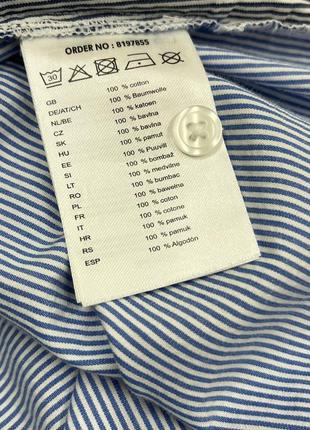 ORDER NO : 8197855
30
GB 100 % cotton
DE/AT/CH 100 % Baumwolle
NL/BE 100 % katoen
CZ 100 % bavlna
SK 100 % bavlna
HU 100 % pamut
EE 100 % Puuvill
SI 100 % bombaž
LT 100 % medvilne
RO 100 % bumbac
PL 100 % bawełna
FR 100 % coton
IT 100 % cotone
HR 100 % pamuk
RS 100 % pamuk
ESP 100 % Algodón